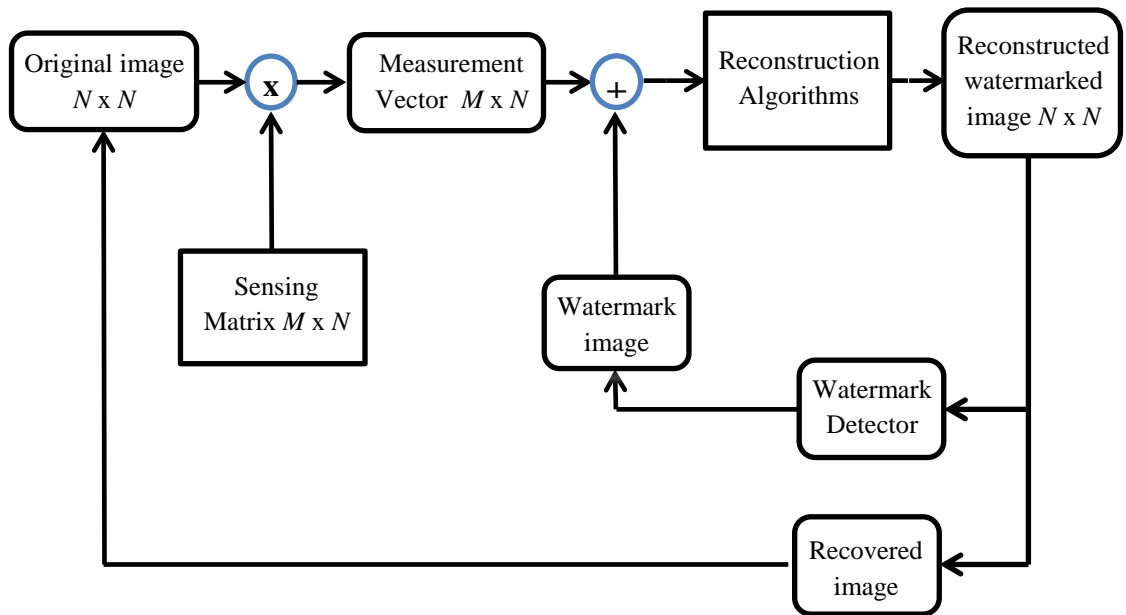 Original image
N x N
x
Measurement
Vector M x N
+
Reconstruction
Algorithms
Reconstructed
watermarked
image N x N
Sensing
Matrix M x N
Watermark
image
Watermark
Detector
Recovered
image